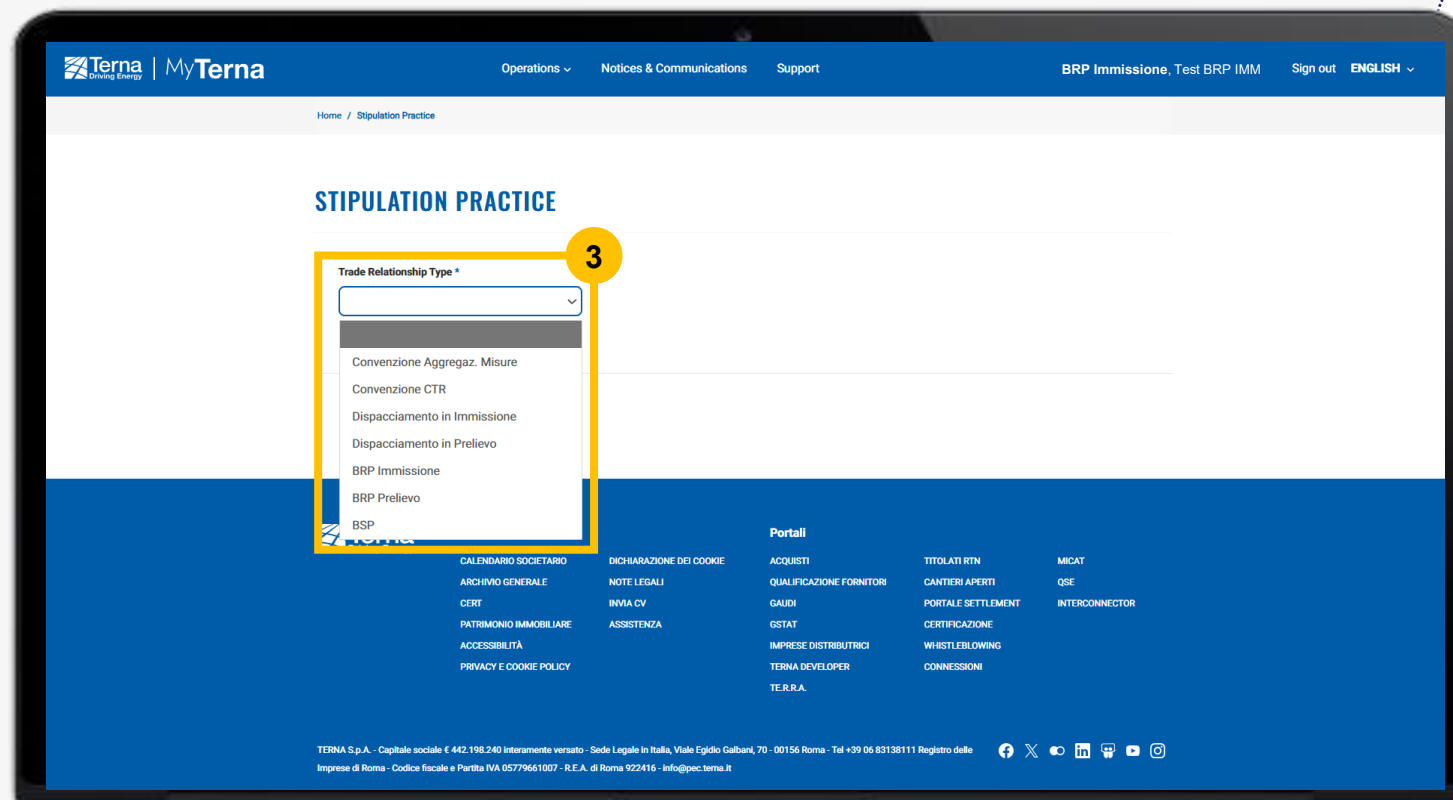 Terna
Driving Energy
MyTerna
Operations
Notices & Communications
Support
BRP Immissione, Test BRP IMM
Sign out
ENGLISH
Home / Stipulation Practice
STIPULATION PRACTICE
3
Trade Relationship Type *
Convenzione Aggregaz. Misure
Convenzione CTR
Dispacciamento in Immissione
Dispacciamento in Prelievo
BRP Immissione
BRP Prelievo
BSP
Terna
CALENDARIO SOCIETARIO
ARCHIVIO GENERALE
CERT
PATRIMONIO IMMOBILIARE
ACCESSIBILITÀ
PRIVACY E COOKIE POLICY
DICHIARAZIONE DEI COOKIE
NOTE LEGALI
INVIA CV
ASSISTENZA
Portali
ACQUISTI
QUALIFICAZIONE FORNITORI
GAUDI
GSTAT
IMPRESE DISTRIBUTRICI
TERNA DEVELOPER
TE.R.R.A.
TITOLATI RTN
CANTIERI APERTI
PORTALE SETTLEMENT
CERTIFICAZIONE
WHISTLEBLOWING
CONNESSIONI
MICAT
QSE
INTERCONNECTOR
TERNA S.p.A. - Capitale sociale € 442.198.240 interamente versato - Sede Legale in Italia, Viale Egidio Galbani, 70 - 00156 Roma - Tel +39 06 83138111 Registro delle
Imprese di Roma - Codice fiscale e Partita IVA 05779661007 - R.E.A. di Roma 922416 - info@pec.terna.it